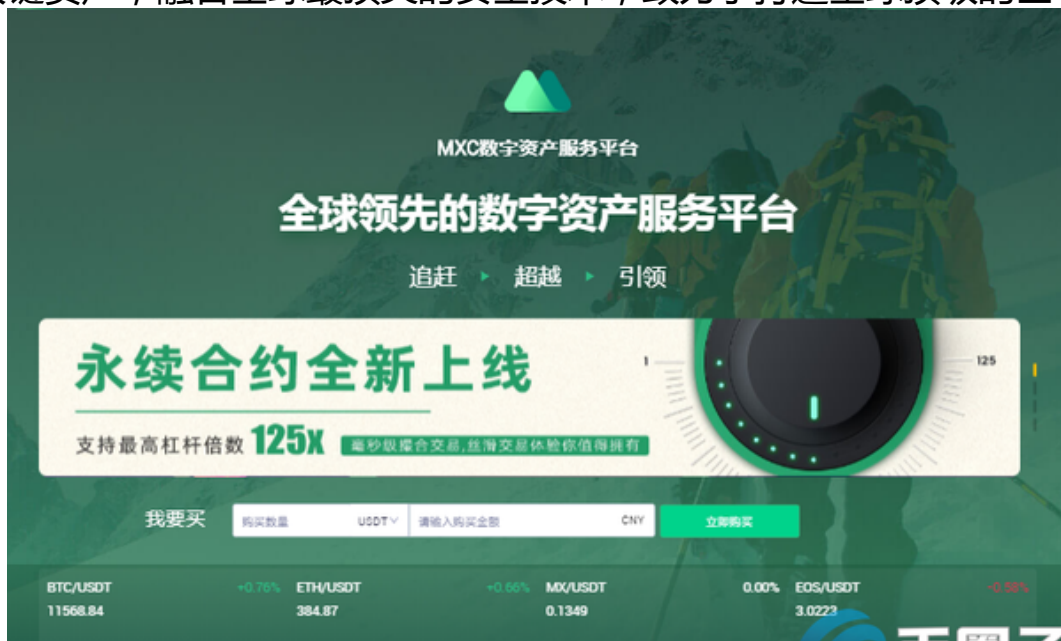 MXC数字资产服务平台
全球领先的数字资产服务平台
追赶 超越 引领
永续合约全新上线
1
125
支持最高杠杆倍数 125X 毫秒级撮合交易,丝滑交易体验你值得拥有
我要买 购买数量 USDT 请输入购买金额 CNY 立即购买
BTC/USDT +0.76% ETH/USDT +0.66% MX/USDT 0.00% EOS/USDT -0.58%
11568.84 384.87 0.1349 3.0223